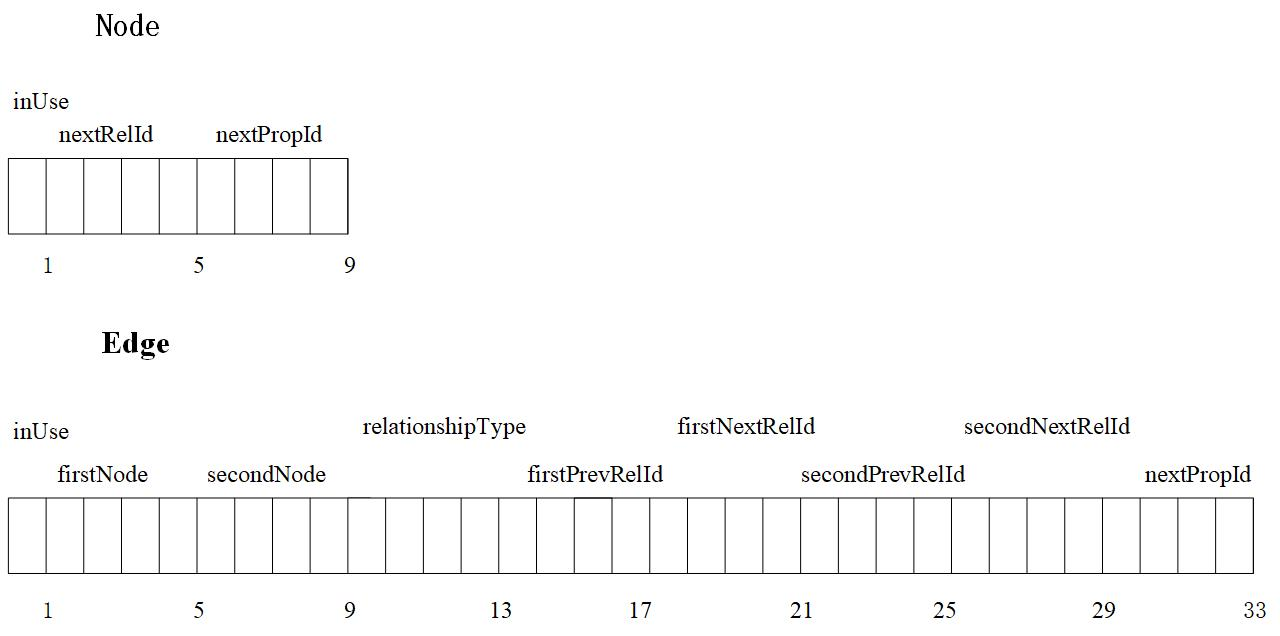 Node
inUse
nextRelId nextPropId
1 5 9
Edge
inUse relationshipType firstNextRelId secondNextRelId
firstNode secondNode firstPrevRelId secondPrevRelId nextPropId
1 5 9 13 17 21 25 29 33